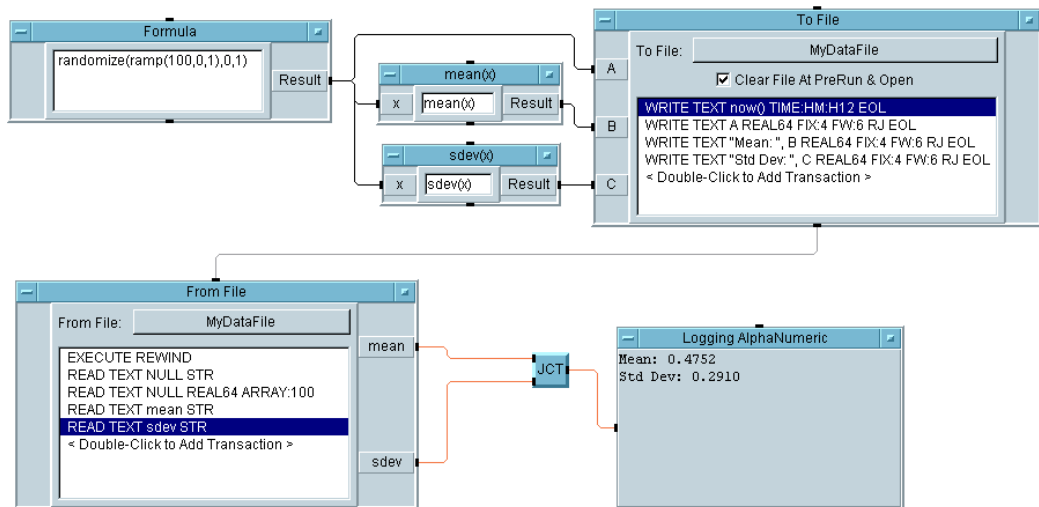 Formula
randomize(ramp(100,0,1),0,1)
Result
mean(x)
x
mean(x)
Result
sdev(x)
x
sdev(x)
Result
To File
To File:
MyDataFile
Clear File At PreRun & Open
A
B
C
WRITE TEXT now() TIME:HM:H12 EOL
WRITE TEXT A REAL64 FIX:4 FW:6 RJ EOL
WRITE TEXT "Mean: ", B REAL64 FIX:4 FW:6 RJ EOL
WRITE TEXT "Std Dev: ", C REAL64 FIX:4 FW:6 RJ EOL
< Double-Click to Add Transaction >
From File
From File:
MyDataFile
EXECUTE REWIND
READ TEXT NULL STR
READ TEXT NULL REAL64 ARRAY:100
READ TEXT mean STR
READ TEXT sdev STR
< Double-Click to Add Transaction >
mean
sdev
JCT
Logging AlphaNumeric
Mean: 0.4752
Std Dev: 0.2910